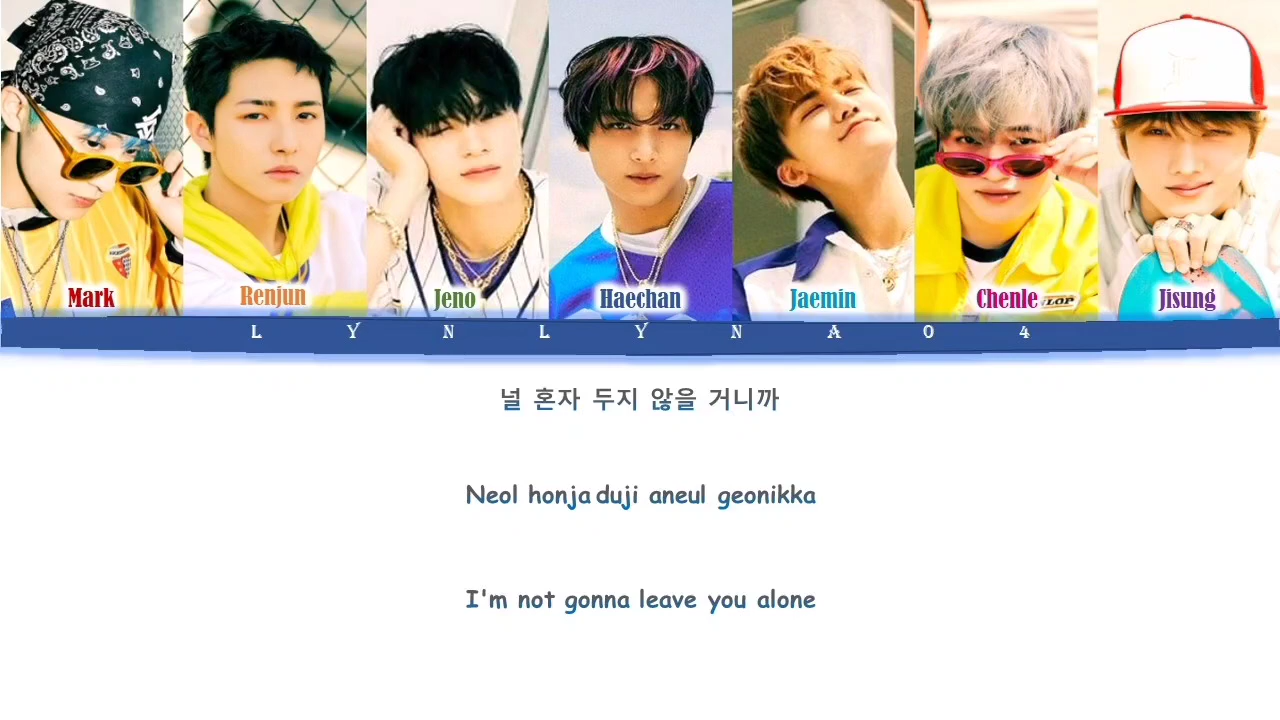 Mark Renjun Jeno Haechan Jaemin Chenle Jisung
L Y N L Y N A 0 4
널 혼자 두지 않을 거니까
Neol honja duji aneul geonikka
I'm not gonna leave you alone